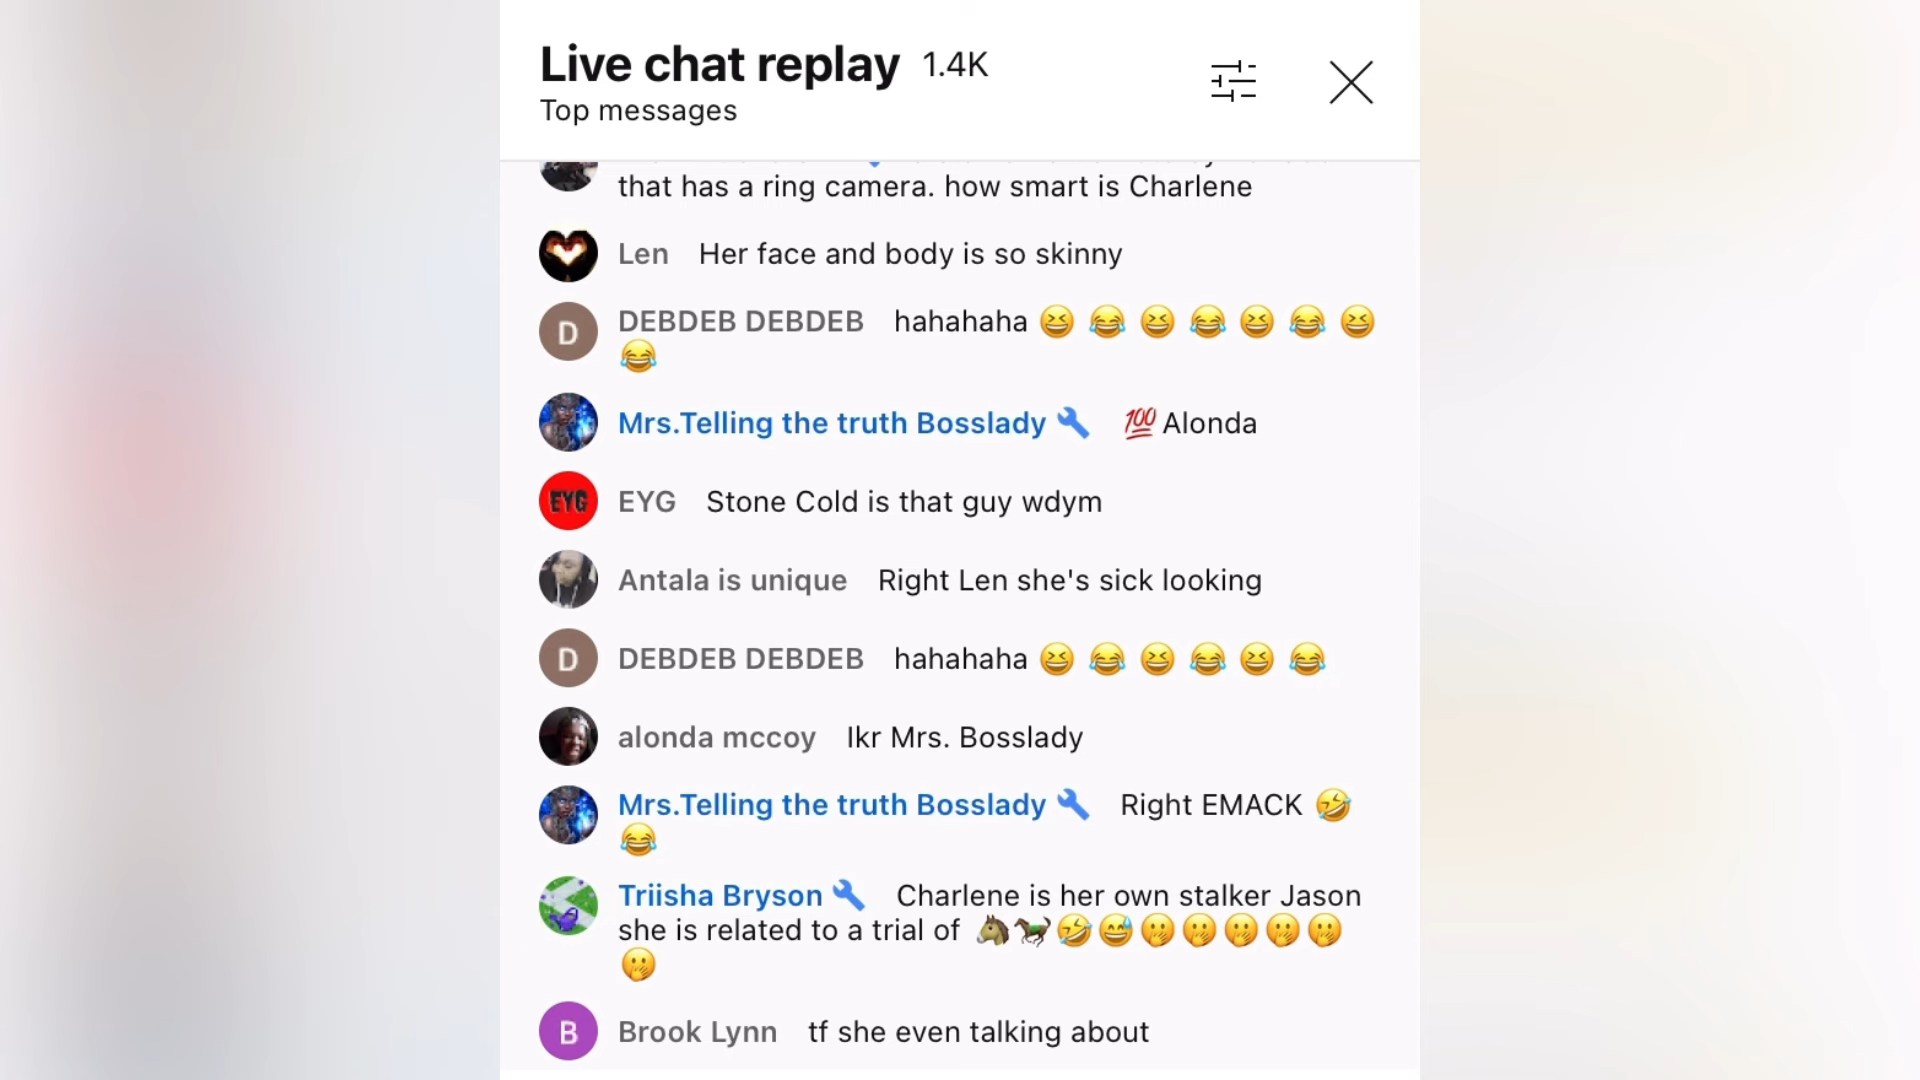 Live chat replay 1.4K
Top messages
that has a ring camera. how smart is Charlene
Len Her face and body is so skinny
D DEBDEB DEBDEB hahahaha 😆 😂 😆 😂 😆 😂 😆
😂
Mrs.Telling the truth Bosslady 🔧 💯 Alonda
EYG EYG Stone Cold is that guy wdym
Antala is unique Right Len she's sick looking
D DEBDEB DEBDEB hahahaha 😆 😂 😆 😂 😆 😂
alonda mccoy Ikr Mrs. Bosslady
Mrs.Telling the truth Bosslady 🔧 Right EMACK 🤣
😂
Triisha Bryson 🔧 Charlene is her own stalker Jason
she is related to a trial of 🐴🐎🤣😅🤭🤭🤭🤭🤭
🤭
B Brook Lynn tf she even talking about